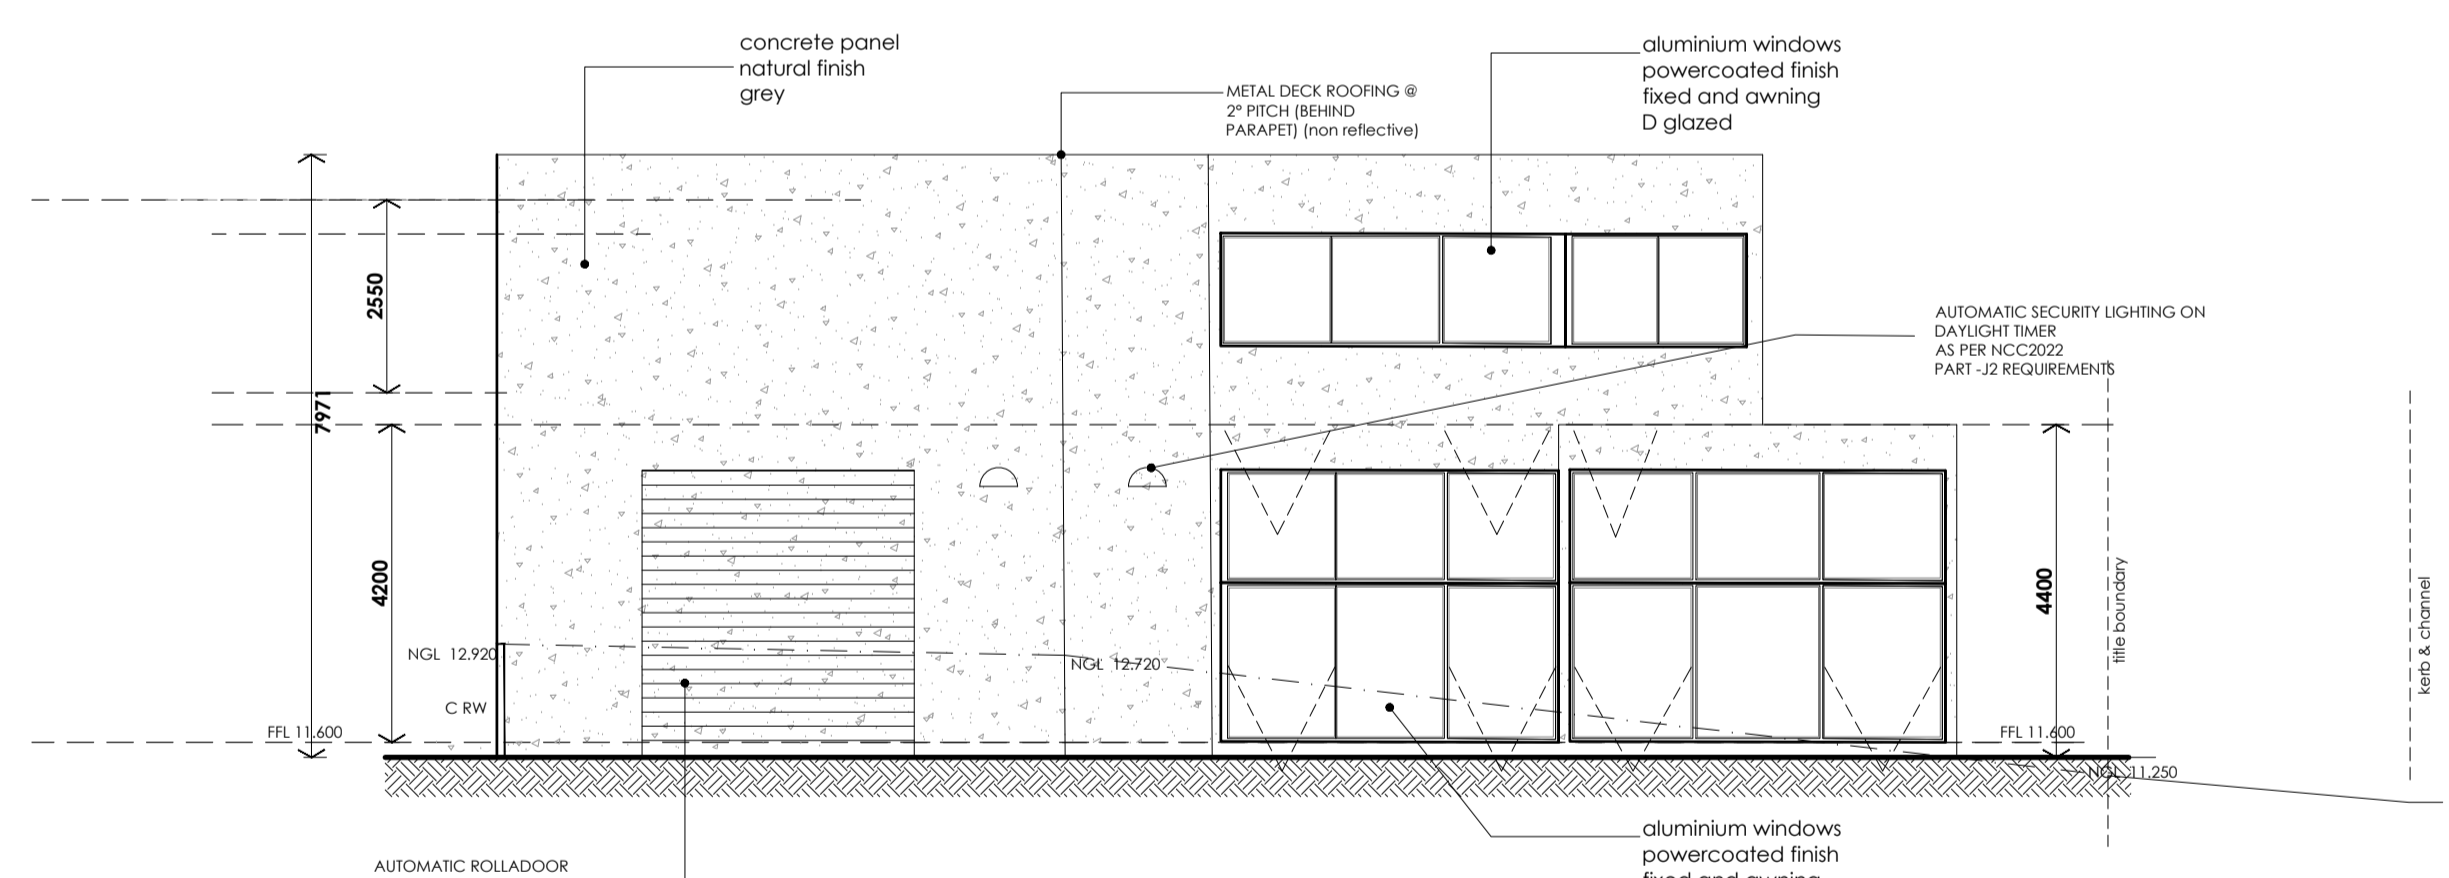 concrete panel
natural finish
grey
METAL DECK ROOFING @
2° PITCH (BEHIND
PARAPET) (non reflective)
aluminium windows
powercoated finish
fixed and awning
D glazed
2550
7971
4200
AUTOMATIC SECURITY LIGHTING ON
DAYLIGHT TIMER
AS PER NCC2022
PART -J2 REQUIREMENTS
4400
title boundary
kerb & channel
NGL 12.920
NGL 12.720
C RW
FFL 11.600
FFL 11.600
NGL 11.250
aluminium windows
powercoated finish
fixed and awning
AUTOMATIC ROLLADOOR